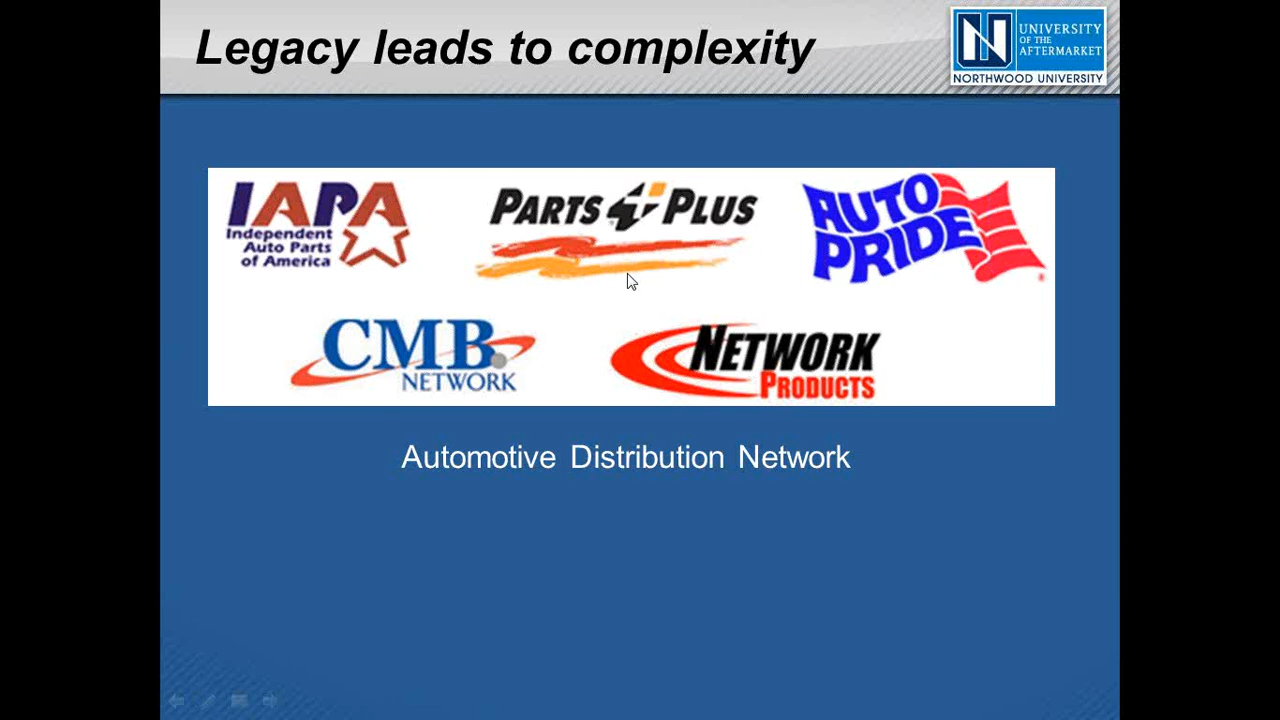 Legacy leads to complexity
UNIVERSITY
OF THE
AFTERMARKET
NORTHWOOD UNIVERSITY
IAPA
Independent
Auto Parts
of America
PARTS PLUS
AUTO
PRIDE
CMB
NETWORK
NETWORK
PRODUCTS
Automotive Distribution Network